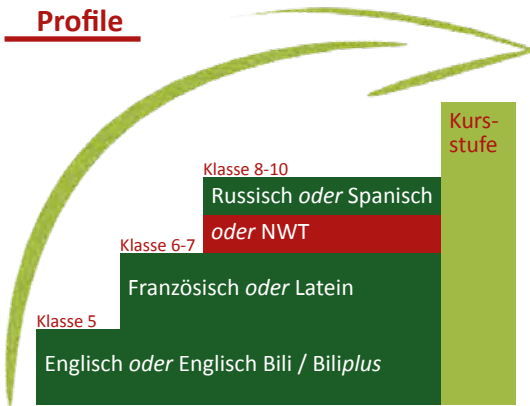 Profile
Kurs-
stufe
Klasse 8-10
Russisch oder Spanisch
oder NWT
Klasse 6-7
Französisch oder Latein
Klasse 5
Englisch oder Englisch Bili / Biliplus